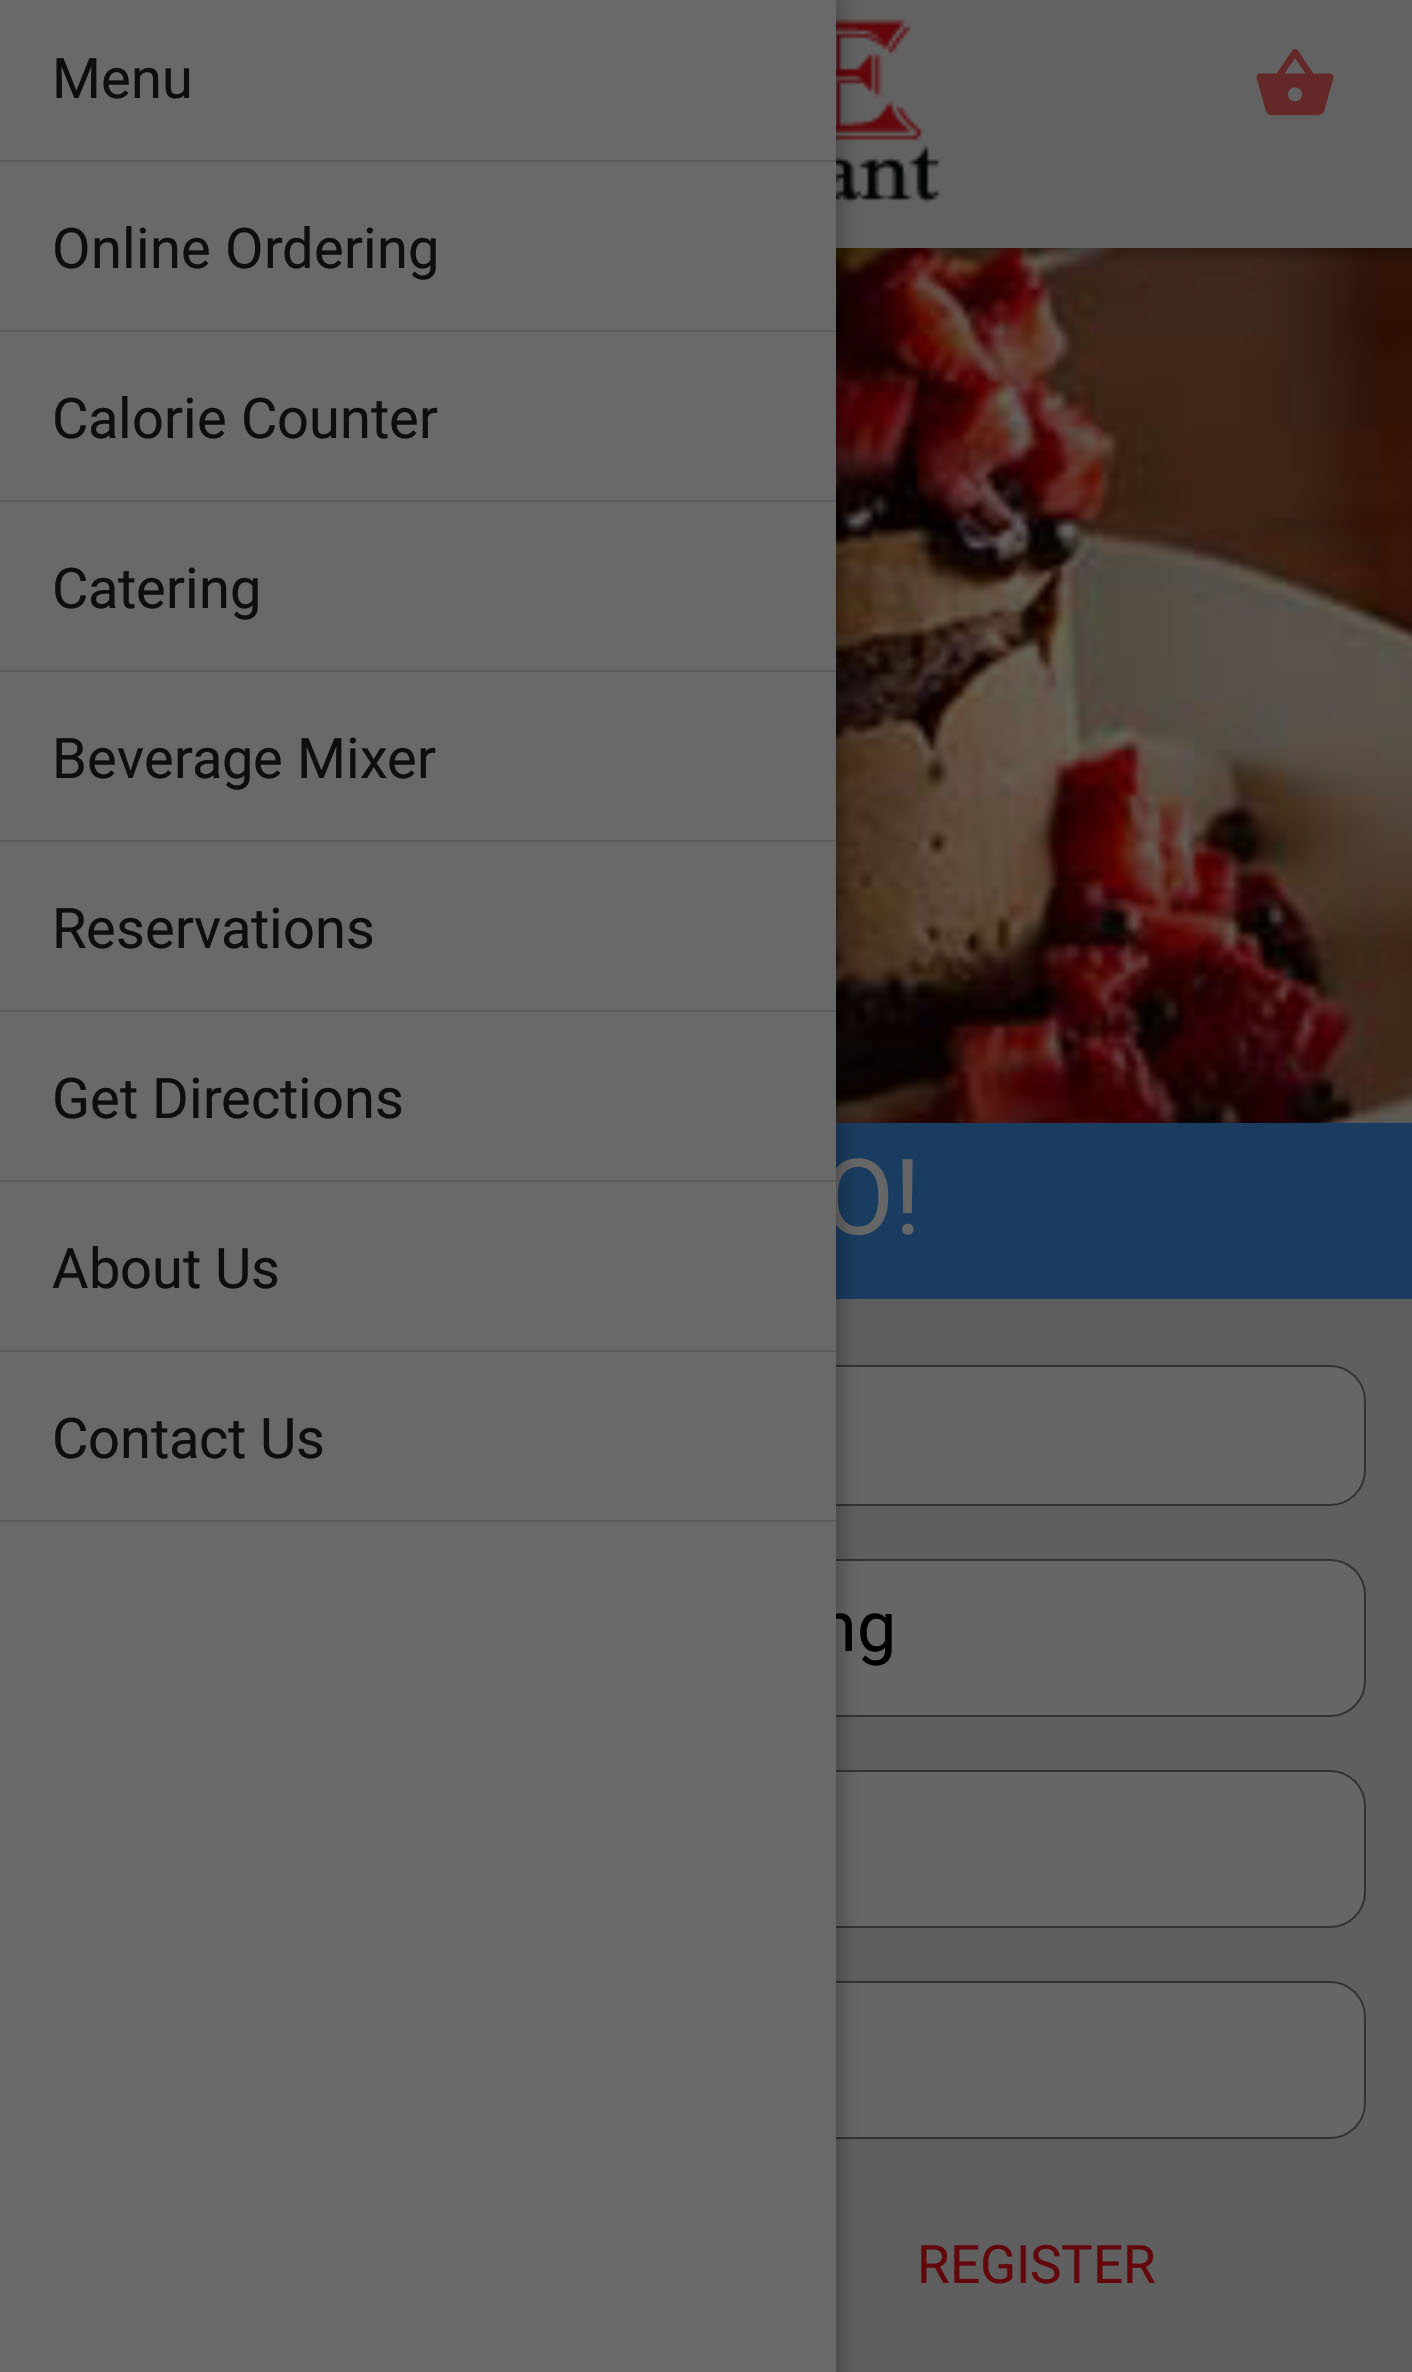 Menu
Online Ordering
Calorie Counter
Catering
Beverage Mixer
Reservations
Get Directions
About Us
Contact Us
E
ant
O!
ng
REGISTER